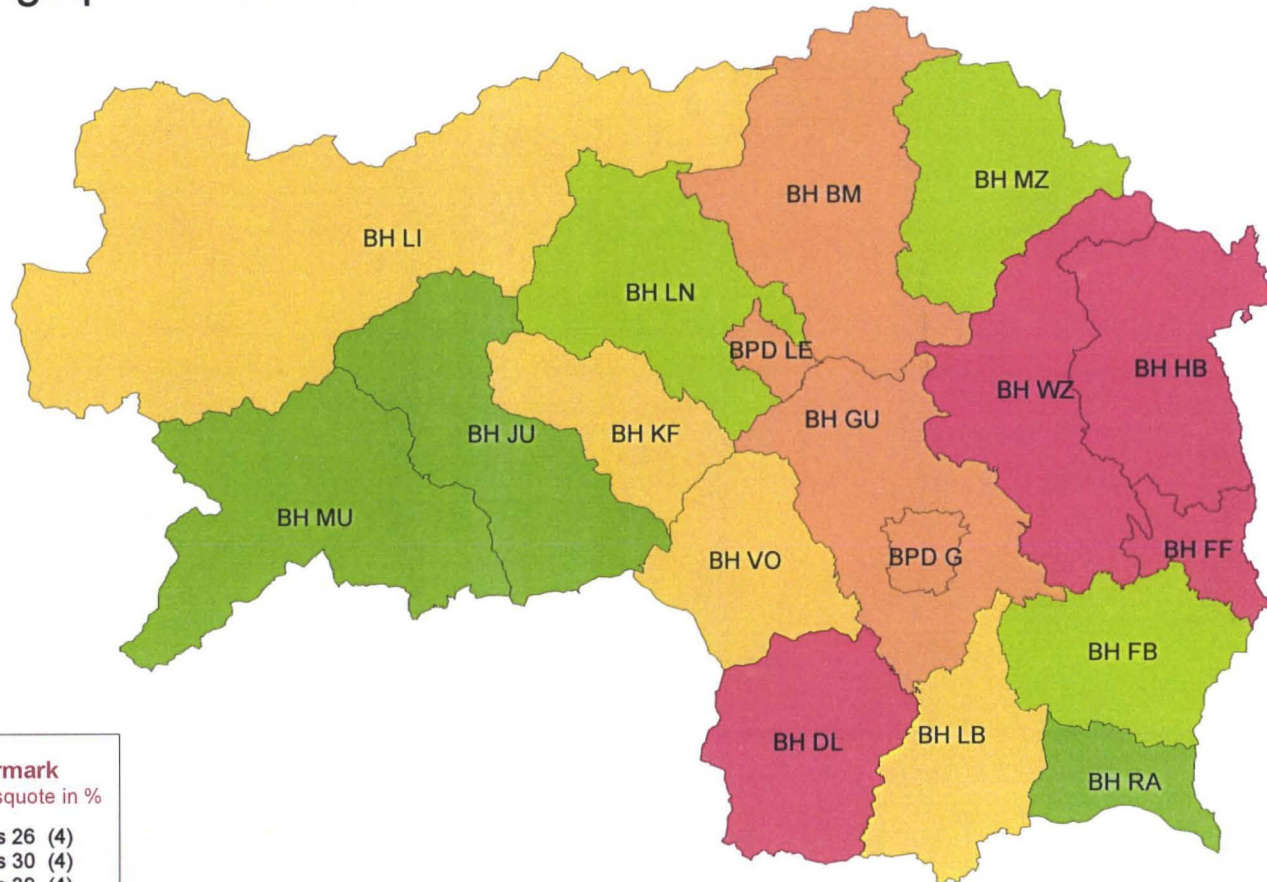 BH MZ
BH BM
BH LI
BH LN
BPD LE
BH HB
BH WZ
BH GU
BH JU
BH KF
BH MU
BH FF
BPD G
BH VO
BH FB
BH LB
BH DL
BH RA
rmark
squote in %
s 26 (4)
s 30 (4)